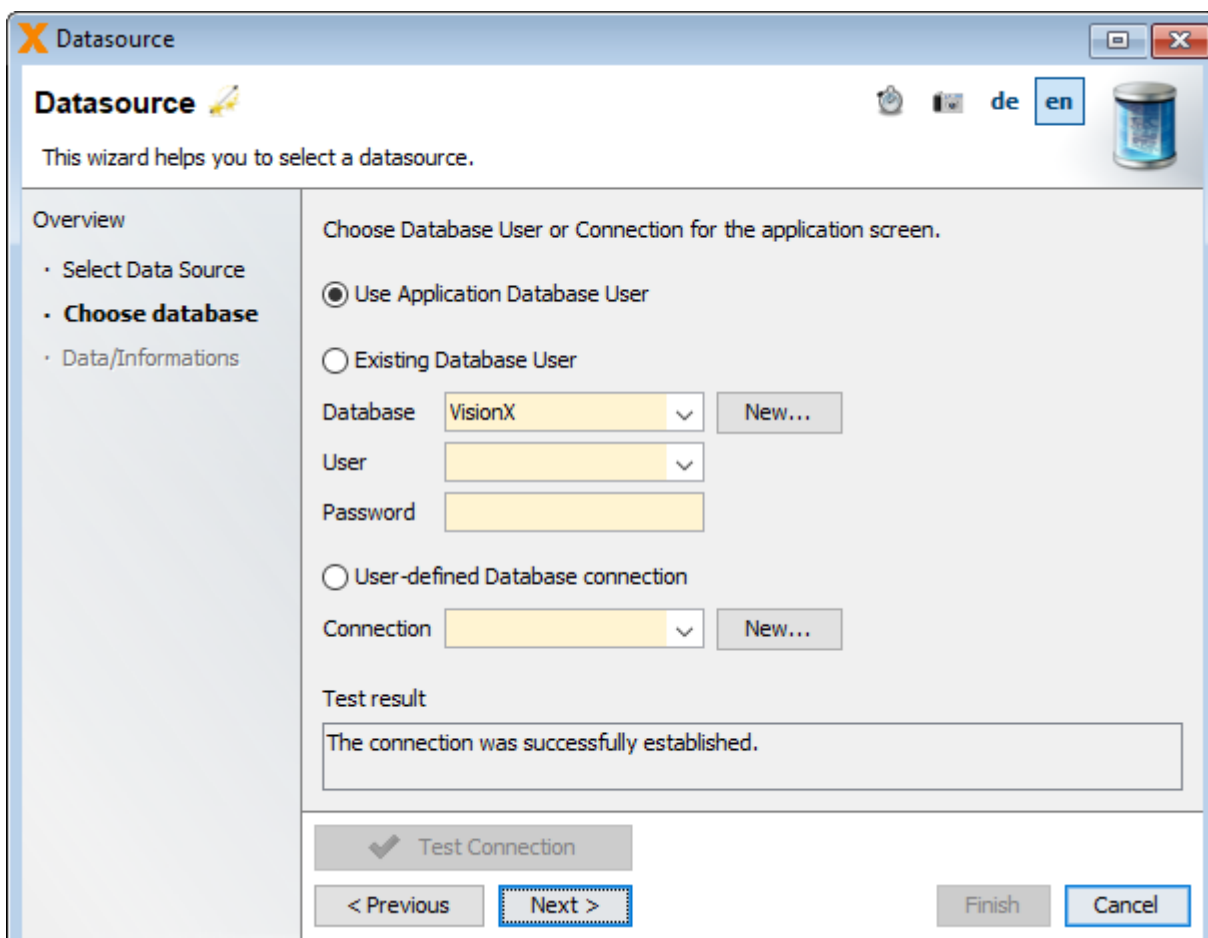 Datasource
Datasource
de
en
This wizard helps you to select a datasource.
Overview
· Select Data Source
· Choose database
· Data/Informations
Choose Database User or Connection for the application screen.
Use Application Database User
Existing Database User
Database VisionX New...
User
Password
User-defined Database connection
Connection New...
Test result
The connection was successfully established.
Test Connection
< Previous Next > Finish Cancel